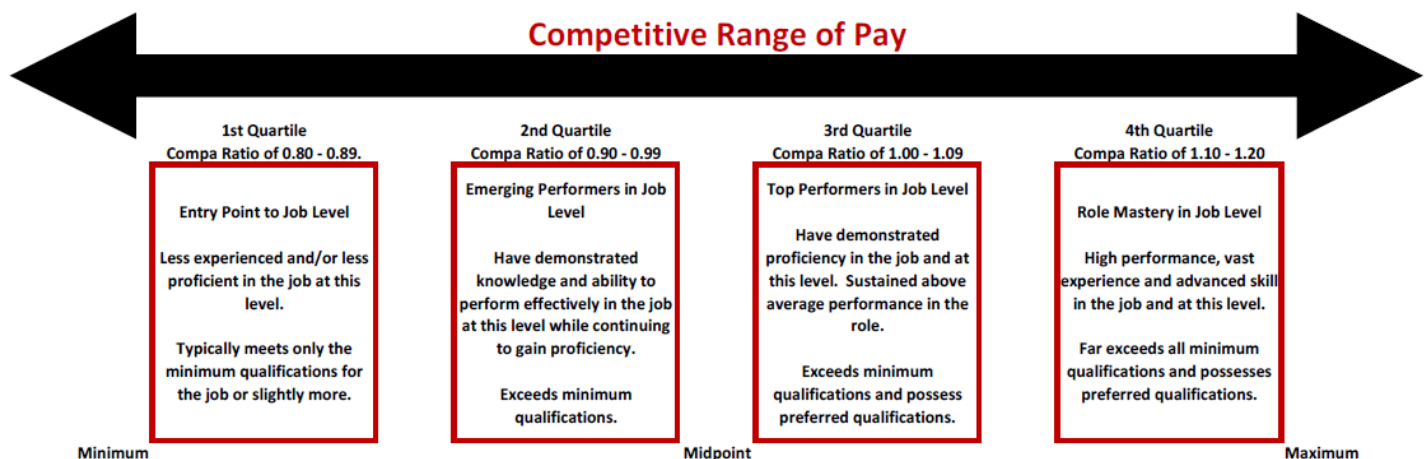 Competitive Range of Pay
1st Quartile
Compa Ratio of 0.80 - 0.89.
Entry Point to Job Level
Less experienced and/or less
proficient in the job at this
level.
Typically meets only the
minimum qualifications for
the job or slightly more.
2nd Quartile
Compa Ratio of 0.90 - 0.99
Emerging Performers in Job
Level
Have demonstrated
knowledge and ability to
perform effectively in the job
at this level while continuing
to gain proficiency.
Exceeds minimum
qualifications.
3rd Quartile
Compa Ratio of 1.00 - 1.09
Top Performers in Job Level
Have demonstrated
proficiency in the job and at
this level.  Sustained above
average performance in the
role.
Exceeds minimum
qualifications and possess
preferred qualifications.
4th Quartile
Compa Ratio of 1.10 - 1.20
Role Mastery in Job Level
High performance, vast
experience and advanced skill
in the job and at this level.
Far exceeds all minimum
qualifications and possesses
preferred qualifications.
Minimum
Midpoint
Maximum